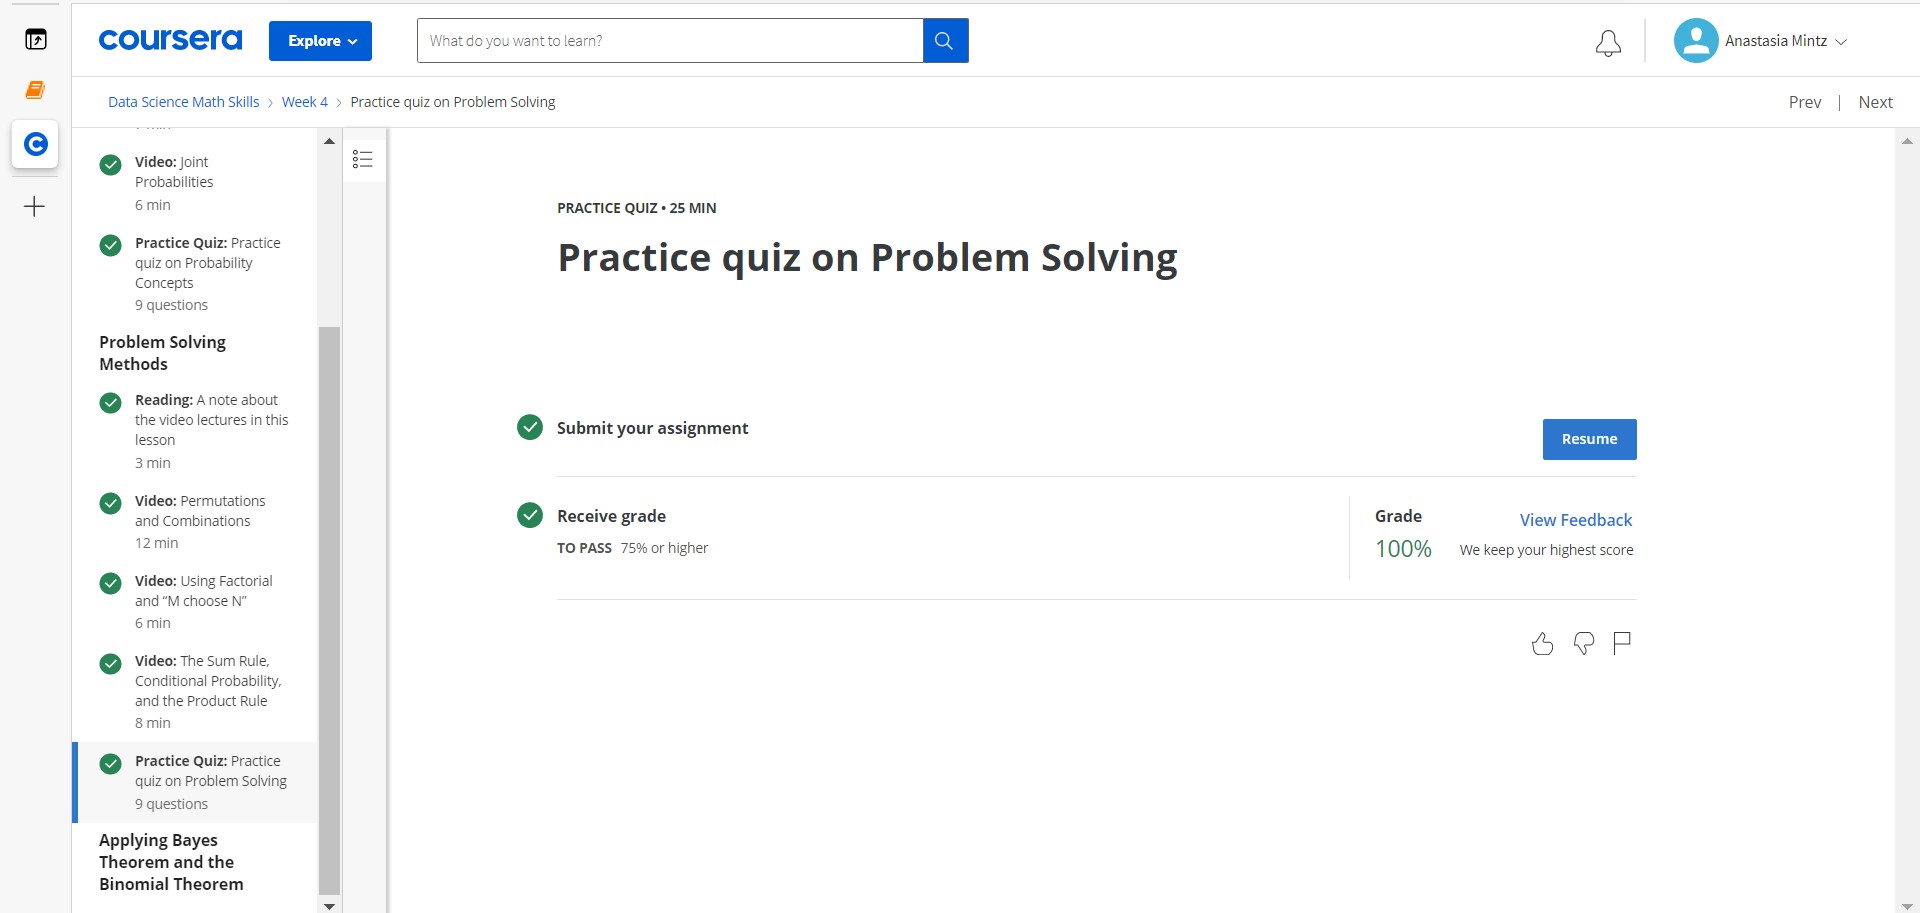 coursera
Explore
What do you want to learn?
Anastasia Mintz
Data Science Math Skills > Week 4 > Practice quiz on Problem Solving
Prev | Next
Video: Joint
Probabilities
6 min
Practice Quiz: Practice
quiz on Probability
Concepts
9 questions
Problem Solving
Methods
Reading: A note about
the video lectures in this
lesson
3 min
Video: Permutations
and Combinations
12 min
Video: Using Factorial
and “M choose N”
6 min
Video: The Sum Rule,
Conditional Probability,
and the Product Rule
8 min
Practice Quiz: Practice
quiz on Problem Solving
9 questions
Applying Bayes
Theorem and the
Binomial Theorem
PRACTICE QUIZ • 25 MIN
Practice quiz on Problem Solving
Submit your assignment
Resume
Receive grade
TO PASS 75% or higher
Grade
View Feedback
100%
We keep your highest score